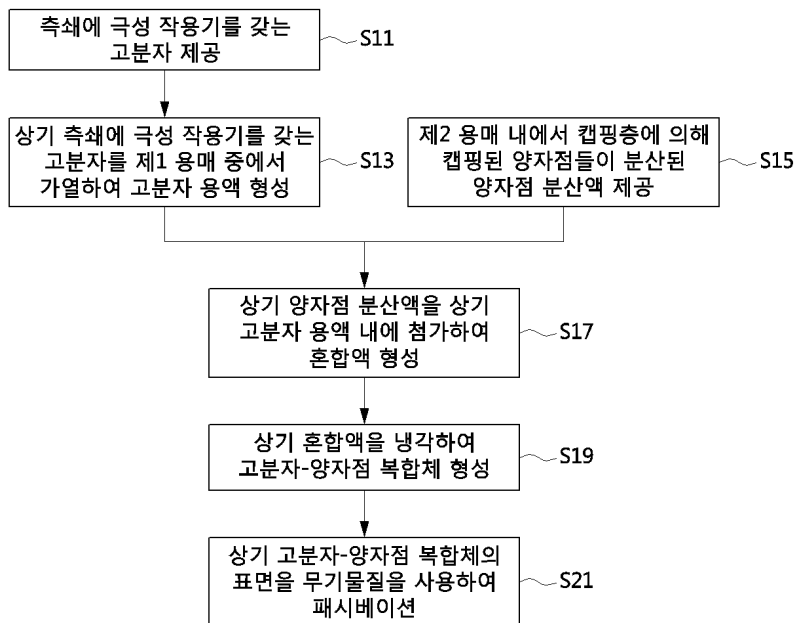 측쇄에 극성 작용기를 갖는
고분자 제공
S11
상기 측쇄에 극성 작용기를 갖는
고분자를 제1 용매 중에서
가열하여 고분자 용액 형성
S13
제2 용매 내에서 캡핑층에 의해
캡핑된 양자점들이 분산된
양자점 분산액 제공
S15
상기 양자점 분산액을 상기
고분자 용액 내에 첨가하여
혼합액 형성
S17
상기 혼합액을 냉각하여
고분자-양자점 복합체 형성
S19
상기 고분자-양자점 복합체의
표면을 무기물질을 사용하여
패시베이션
S21